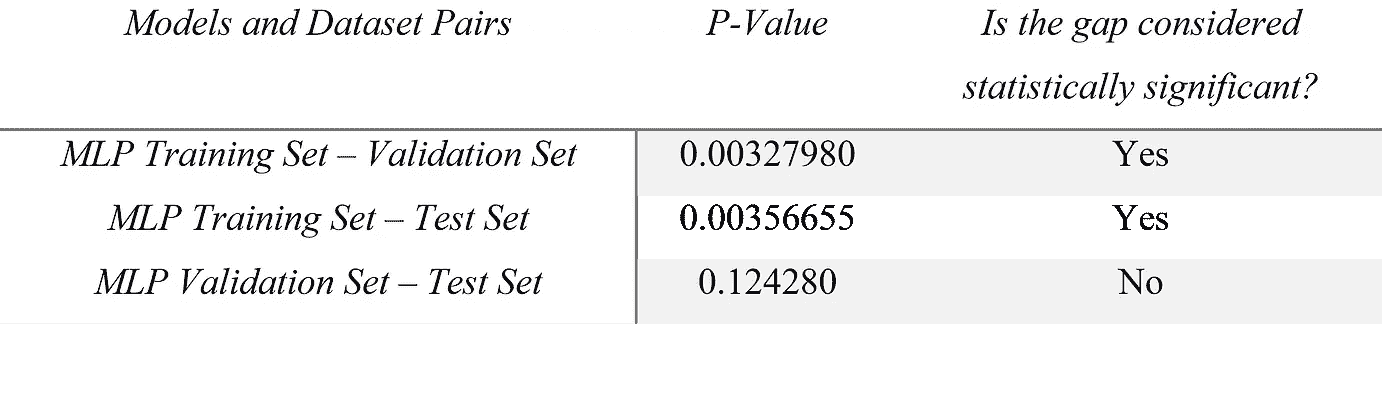 Models and Dataset Pairs P-Value Is the gap considered
statistically significant?
MLP Training Set – Validation Set 0.00327980 Yes
MLP Training Set – Test Set 0.00356655 Yes
MLP Validation Set – Test Set 0.124280 No